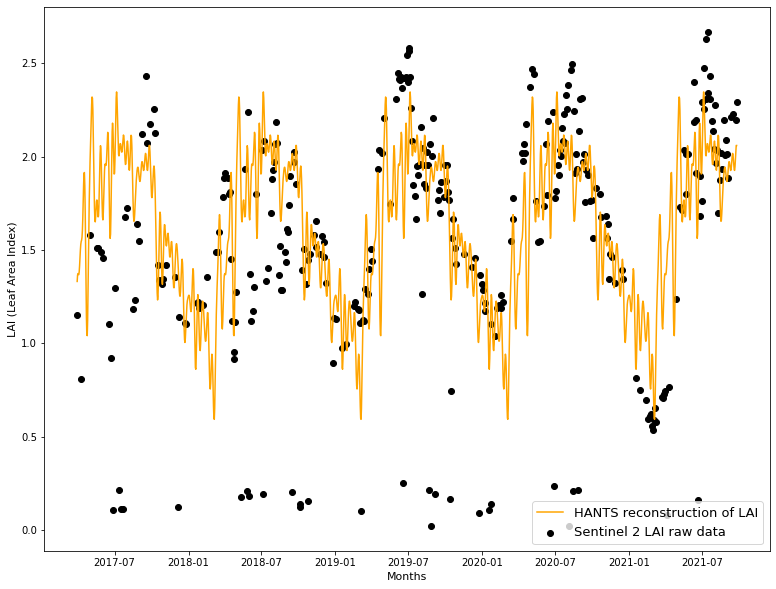 2.5
2.0
1.5
1.0
0.5
0.0
LAI (Leaf Area Index)
HANTS reconstruction of LAI
Sentinel 2 LAI raw data
2017-07 2018-01 2018-07 2019-01 2019-07 2020-01 2020-07 2021-01 2021-07
Months